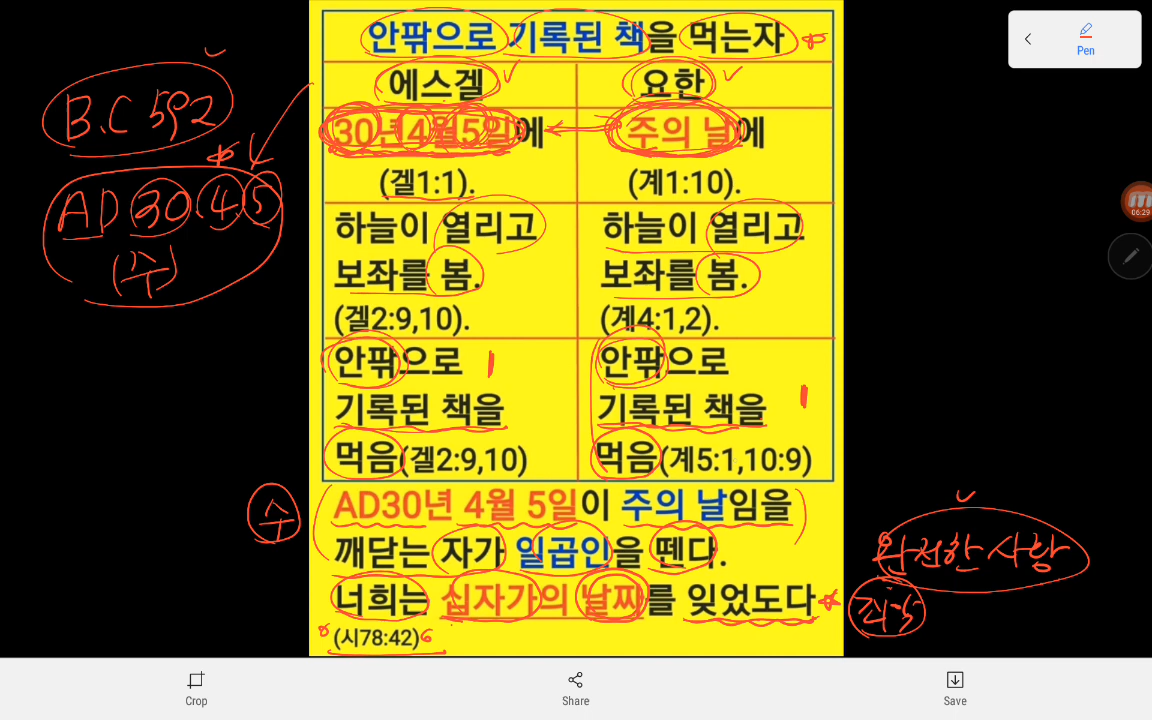 안팎으로 기록된 책을 먹는자
에스겔 요한
30년4월5일에 주의 날에
(겔1:1). (계1:10).
하늘이 열리고 하늘이 열리고
보좌를 봄. 보좌를 봄.
(겔2:9,10). (계4:1,2).
안팎으로 안팎으로
기록된 책을 기록된 책을
먹음(겔2:9,10) 먹음(계5:1,10:9)
AD30년 4월 5일이 주의 날임을
깨닫는 자가 일곱인을 뗀다.
너희는 십자가의 날짜를 잊었도다
(시78:42)
B.C 592
AD 30 4 5
(수)
수
완전한 사랑
Pen
06:29
Crop
Share
Save